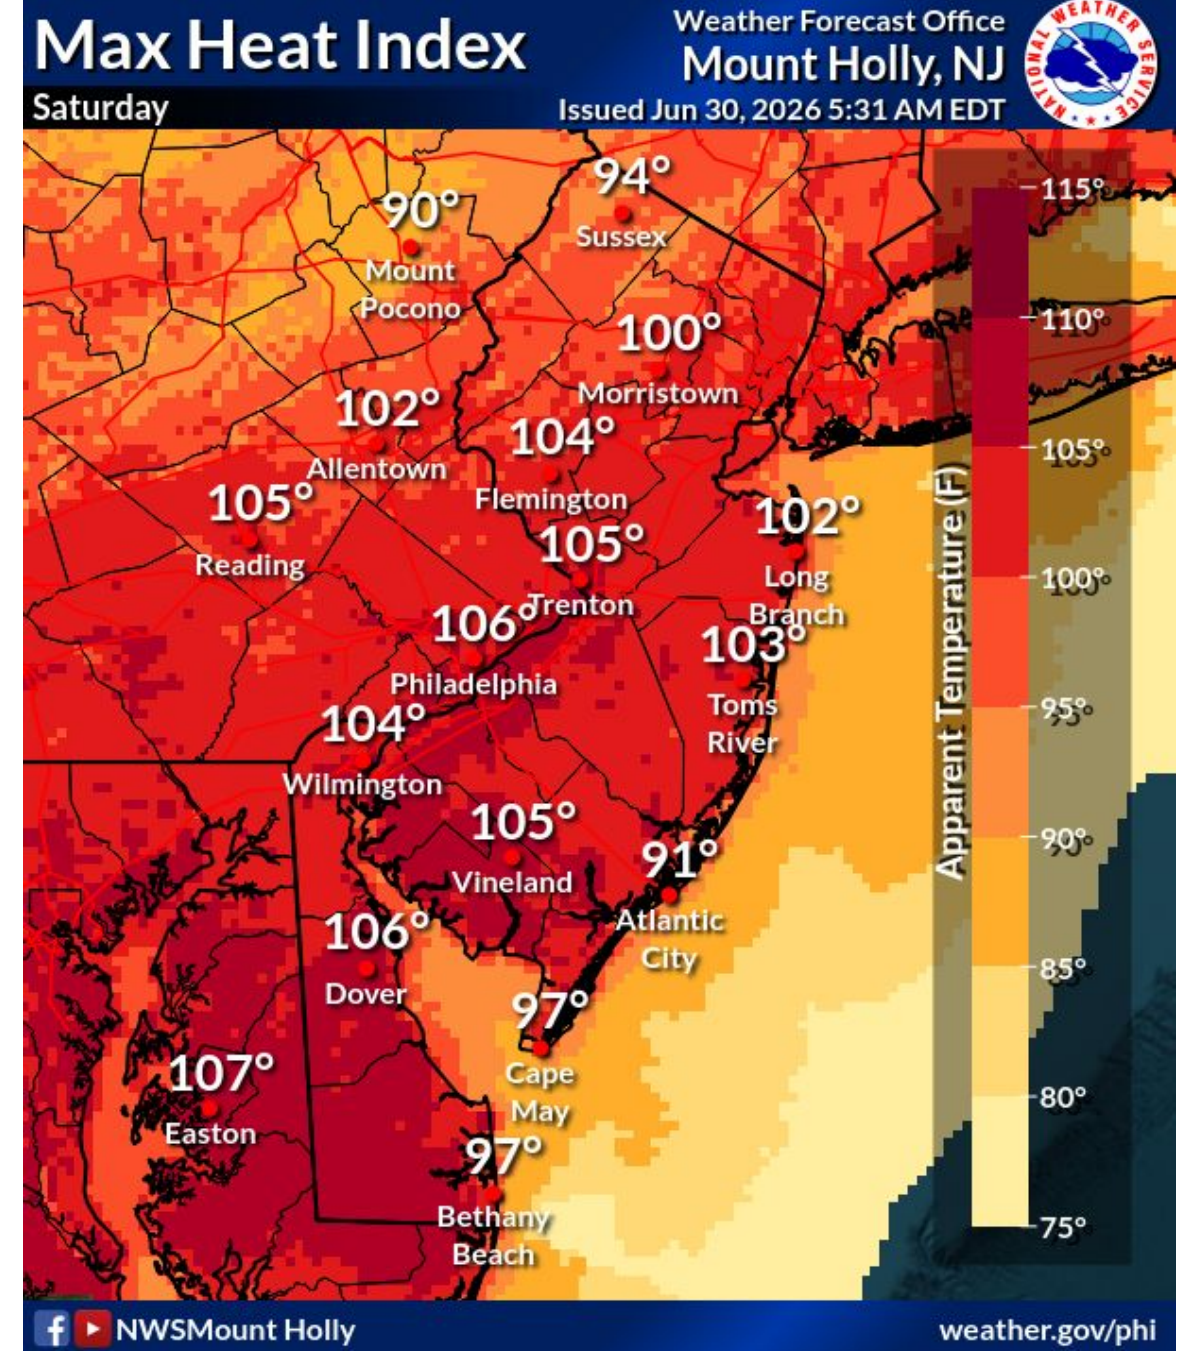 Max Heat Index
Saturday
Weather Forecast Office
Mount Holly, NJ
Issued Jun 30, 2026 5:31 AM EDT
NATIONAL WEATHER SERVICE
90°
Mount
Pocono
94°
Sussex
100°
Morristown
102°
Allentown
104°
Flemington
105°
Reading
105°
Trenton
102°
Long
Branch
106°
Philadelphia
103°
Toms
River
104°
Wilmington
105°
Vineland
91°
Atlantic
City
106°
Dover
97°
Cape
May
107°
Easton
97°
Bethany
Beach
Apparent Temperature (F)
115°
110°
105°
100°
95°
90°
85°
80°
75°
NWSMount Holly
weather.gov/phi